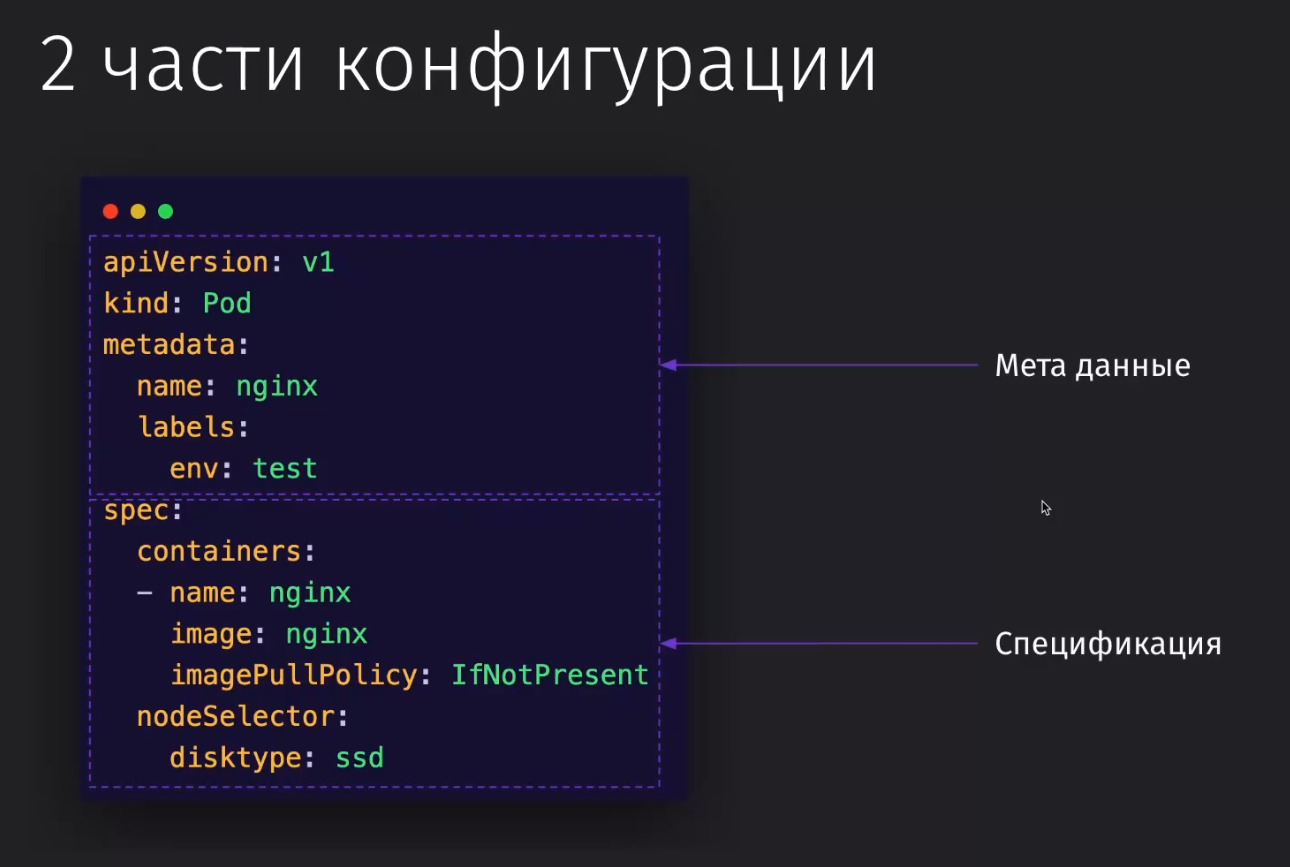 2 части конфигурации
apiVersion: v1
kind: Pod
metadata:
  name: nginx
  labels:
    env: test
Мета данные
spec:
  containers:
  - name: nginx
    image: nginx
    imagePullPolicy: IfNotPresent
  nodeSelector:
    disktype: ssd
Спецификация